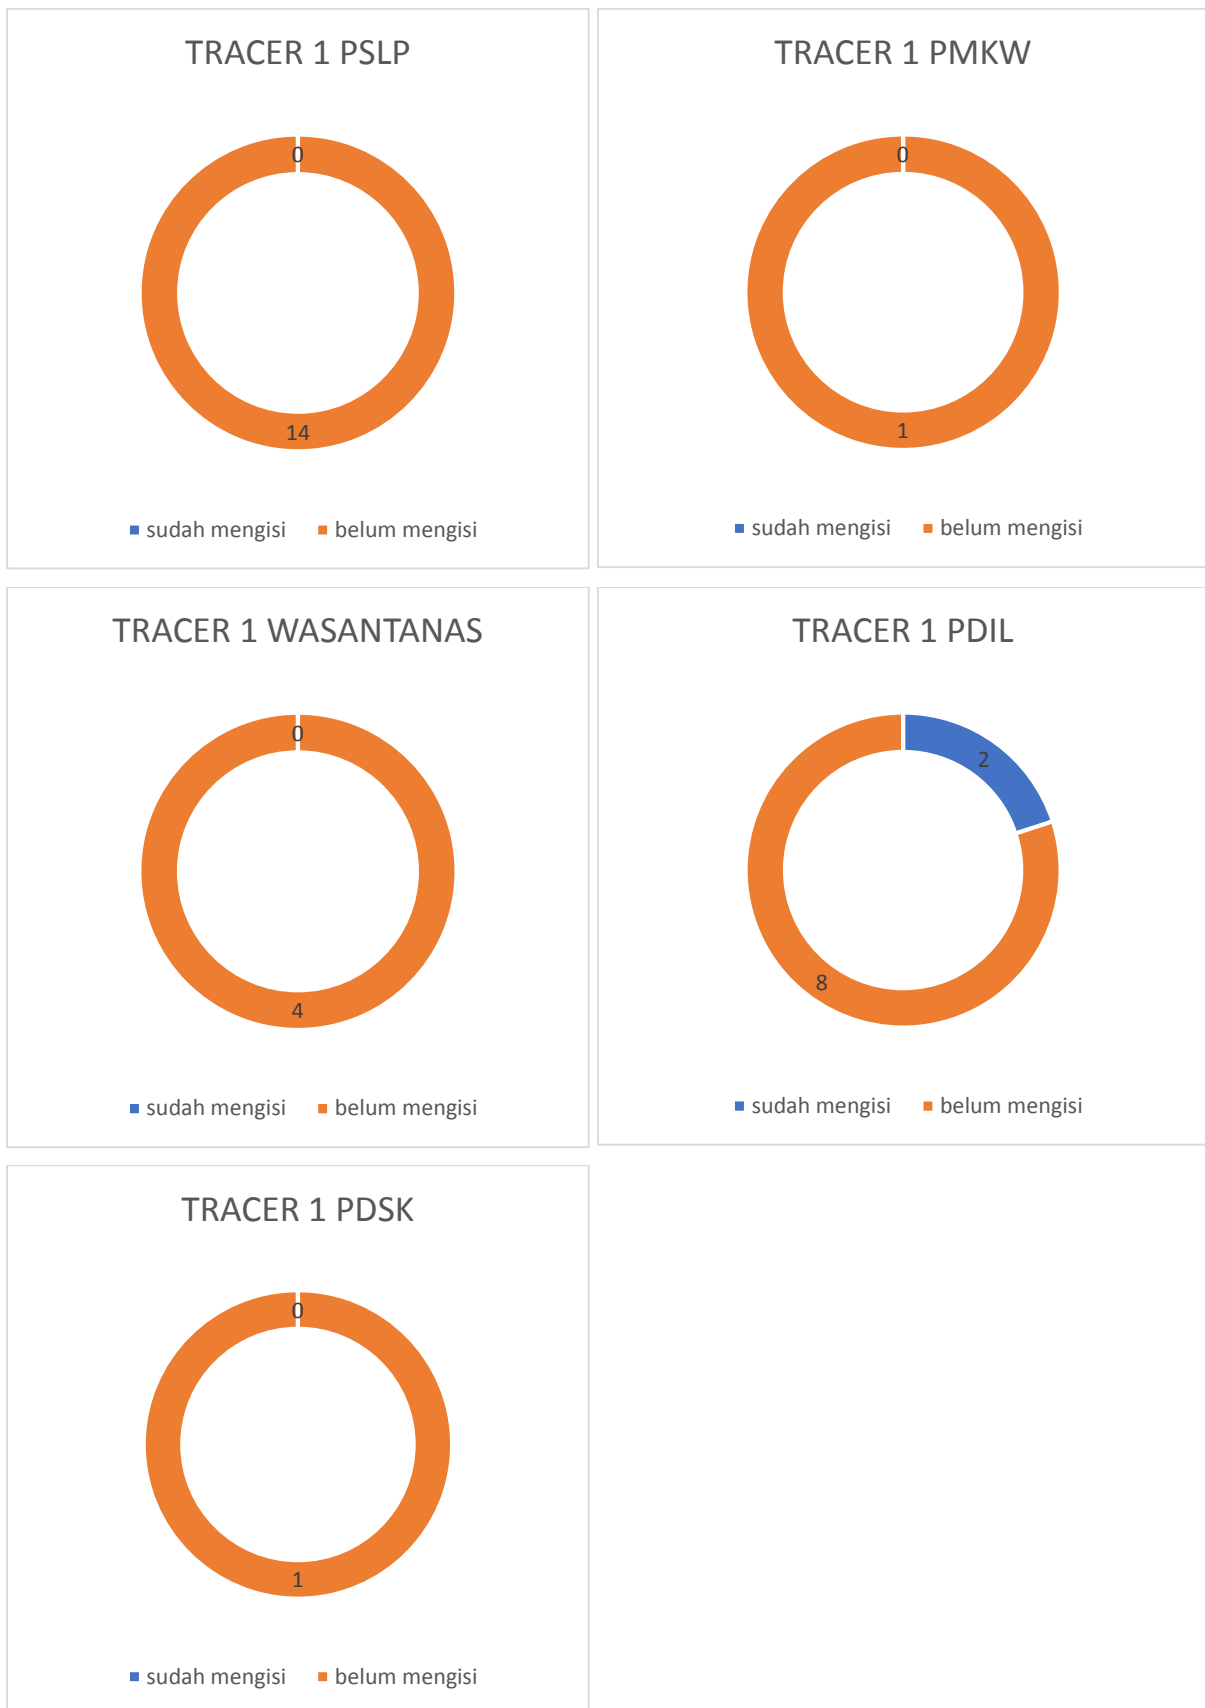 TRACER 1 PSLP
0
14
sudah mengisi belum mengisi
TRACER 1 PMKW
0
1
sudah mengisi belum mengisi
TRACER 1 WASANTANAS
0
4
sudah mengisi belum mengisi
TRACER 1 PDIL
2
8
sudah mengisi belum mengisi
TRACER 1 PDSK
0
1
sudah mengisi belum mengisi